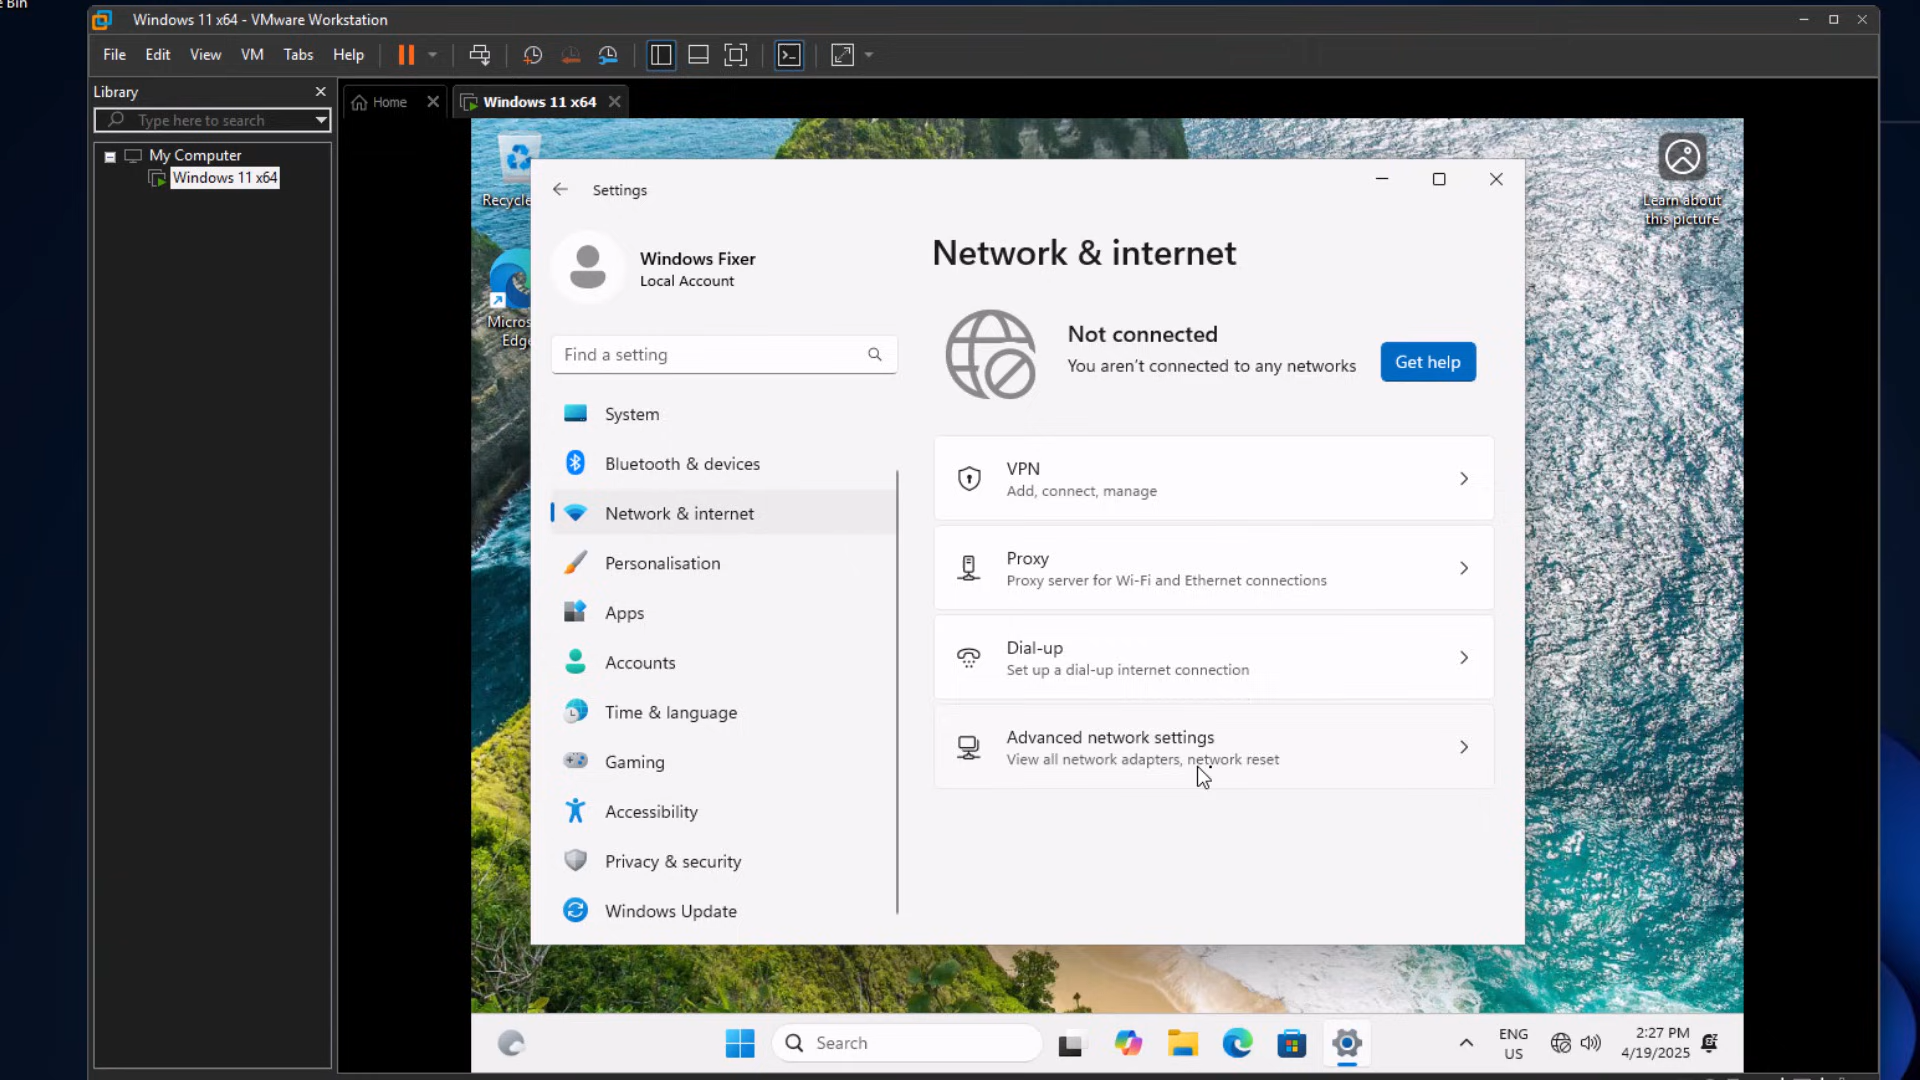 e Bin
Windows 11 x64 - VMware Workstation
File Edit View VM Tabs Help
Library
Type here to search
My Computer
Windows 11 x64
Home
Windows 11 x64
Recycle
Micros
Edge
Learn about
this picture
Settings
Windows Fixer
Local Account
Find a setting
System
Bluetooth & devices
Network & internet
Personalisation
Apps
Accounts
Time & language
Gaming
Accessibility
Privacy & security
Windows Update
Network & internet
Not connected
You aren't connected to any networks
Get help
VPN
Add, connect, manage
Proxy
Proxy server for Wi-Fi and Ethernet connections
Dial-up
Set up a dial-up internet connection
Advanced network settings
View all network adapters, network reset
Search
ENG
US
2:27 PM
4/19/2025